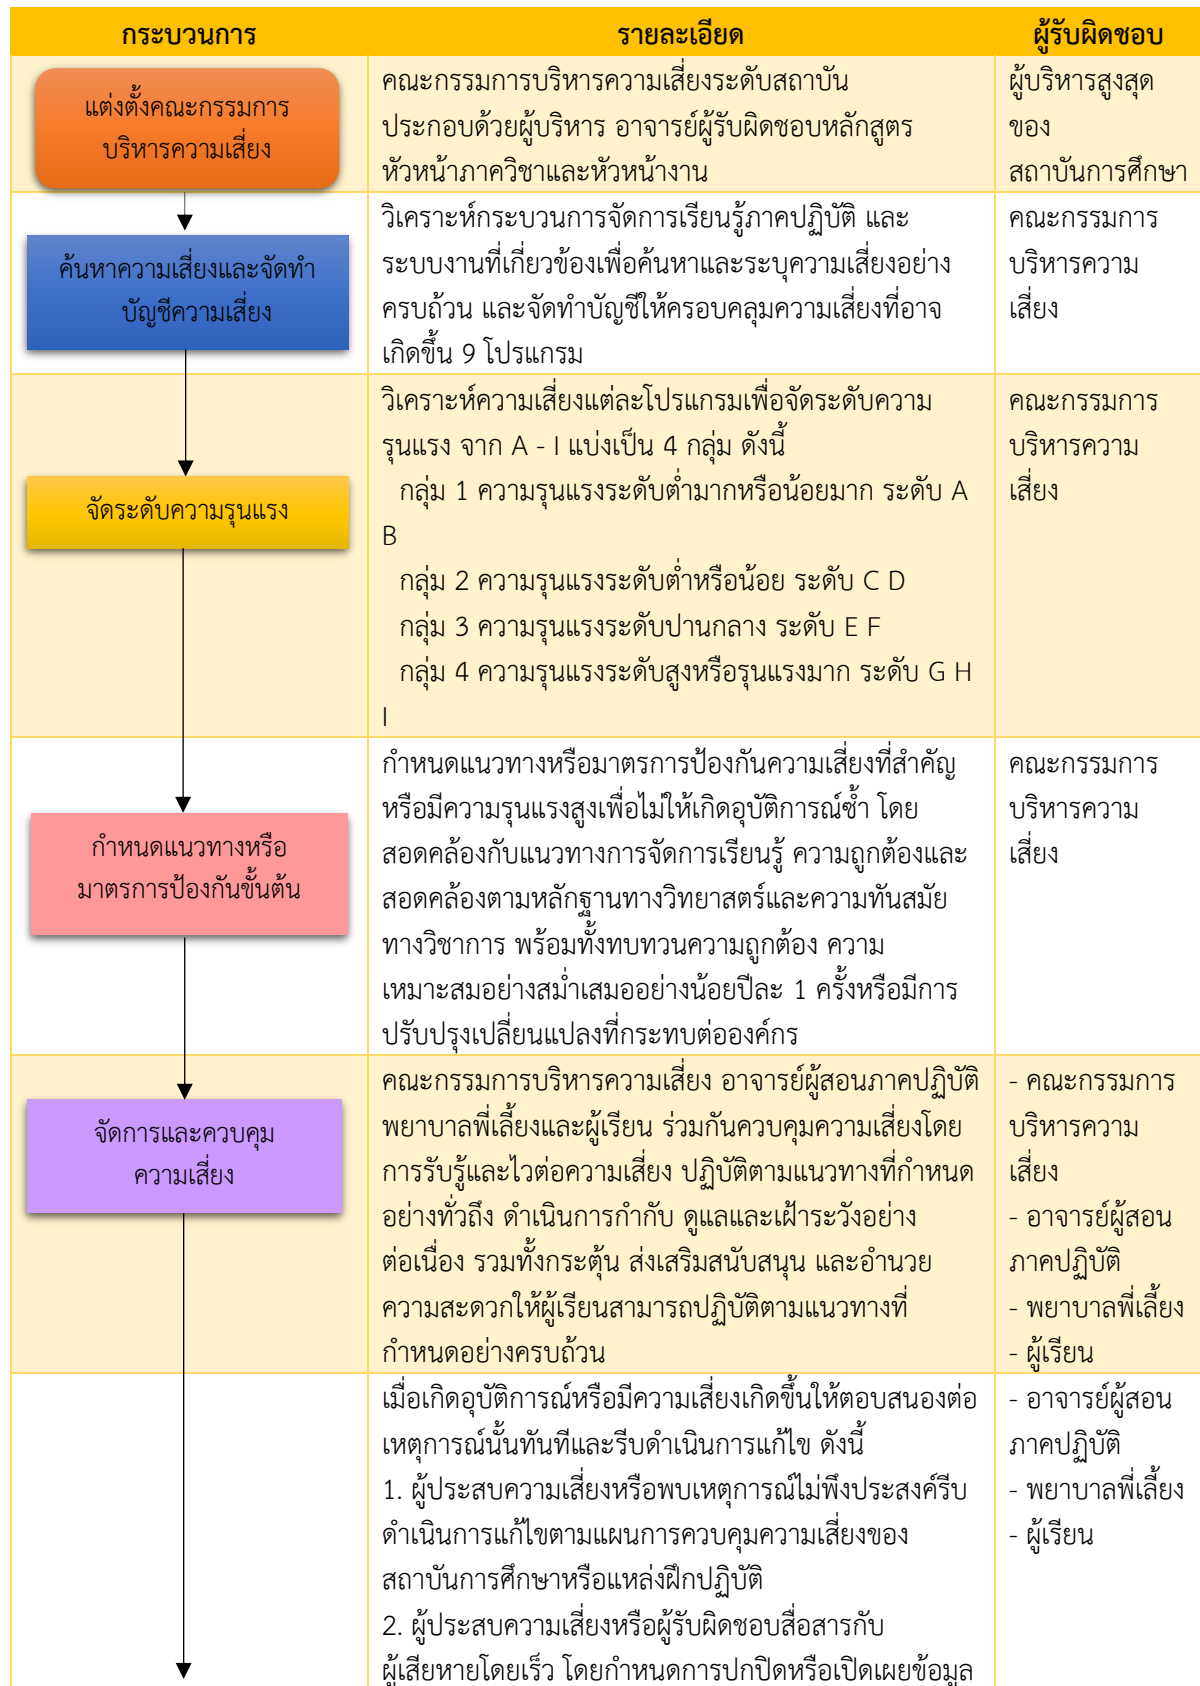 กระบวนการ
รายละเอียด
ผู้รับผิดชอบ
แต่งตั้งคณะกรรมการ
บริหารความเสี่ยง
คณะกรรมการบริหารความเสี่ยงระดับสถาบัน
ประกอบด้วยผู้บริหาร อาจารย์ผู้รับผิดชอบหลักสูตร
หัวหน้าภาควิชาและหัวหน้างาน
ผู้บริหารสูงสุด
ของ
สถาบันการศึกษา
ค้นหาความเสี่ยงและจัดทำ
บัญชีความเสี่ยง
วิเคราะห์กระบวนการจัดการเรียนรู้ภาคปฏิบัติ และ
ระบบงานที่เกี่ยวข้องเพื่อค้นหาและระบุความเสี่ยงอย่าง
ครบถ้วน และจัดทำบัญชีให้ครอบคลุมความเสี่ยงที่อาจ
เกิดขึ้น 9 โปรแกรม
คณะกรรมการ
บริหารความ
เสี่ยง
จัดระดับความรุนแรง
วิเคราะห์ความเสี่ยงแต่ละโปรแกรมเพื่อจัดระดับความ
รุนแรง จาก A - I แบ่งเป็น 4 กลุ่ม ดังนี้
กลุ่ม 1 ความรุนแรงระดับต่ำมากหรือน้อยมาก ระดับ A
B
กลุ่ม 2 ความรุนแรงระดับต่ำหรือน้อย ระดับ C D
กลุ่ม 3 ความรุนแรงระดับปานกลาง ระดับ E F
กลุ่ม 4 ความรุนแรงระดับสูงหรือรุนแรงมาก ระดับ G H
I
คณะกรรมการ
บริหารความ
เสี่ยง
กำหนดแนวทางหรือ
มาตรการป้องกันขั้นต้น
กำหนดแนวทางหรือมาตรการป้องกันความเสี่ยงที่สำคัญ
หรือมีความรุนแรงสูงเพื่อไม่ให้เกิดอุบัติการณ์ซ้ำ โดย
สอดคล้องกับแนวทางการจัดการเรียนรู้ ความถูกต้องและ
สอดคล้องตามหลักฐานทางวิทยาสตร์และความทันสมัย
ทางวิชาการ พร้อมทั้งทบทวนความถูกต้อง ความ
เหมาะสมอย่างสม่ำเสมออย่างน้อยปีละ 1 ครั้งหรือมีการ
ปรับปรุงเปลี่ยนแปลงที่กระทบต่อองค์กร
คณะกรรมการ
บริหารความ
เสี่ยง
จัดการและควบคุม
ความเสี่ยง
คณะกรรมการบริหารความเสี่ยง อาจารย์ผู้สอนภาคปฏิบัติ
พยาบาลพี่เลี้ยงและผู้เรียน ร่วมกันควบคุมความเสี่ยงโดย
การรับรู้และไวต่อความเสี่ยง ปฏิบัติตามแนวทางที่กำหนด
อย่างทั่วถึง ดำเนินการกำกับ ดูแลและเฝ้าระวังอย่าง
ต่อเนื่อง รวมทั้งกระตุ้น ส่งเสริมสนับสนุน และอำนวย
ความสะดวกให้ผู้เรียนสามารถปฏิบัติตามแนวทางที่
กำหนดอย่างครบถ้วน
- คณะกรรมการ
บริหารความ
เสี่ยง
- อาจารย์ผู้สอน
ภาคปฏิบัติ
- พยาบาลพี่เลี้ยง
- ผู้เรียน
เมื่อเกิดอุบัติการณ์หรือมีความเสี่ยงเกิดขึ้นให้ตอบสนองต่อ
เหตุการณ์นั้นทันทีและรีบดำเนินการแก้ไข ดังนี้
1. ผู้ประสบความเสี่ยงหรือพบเหตุการณ์ไม่พึงประสงค์รีบ
ดำเนินการแก้ไขตามแผนการควบคุมความเสี่ยงของ
สถาบันการศึกษาหรือแหล่งฝึกปฏิบัติ
2. ผู้ประสบความเสี่ยงหรือผู้รับผิดชอบสื่อสารกับ
ผู้เสียหายโดยเร็ว โดยกำหนดการปกปิดหรือเปิดเผยข้อมูล
- อาจารย์ผู้สอน
ภาคปฏิบัติ
- พยาบาลพี่เลี้ยง
- ผู้เรียน